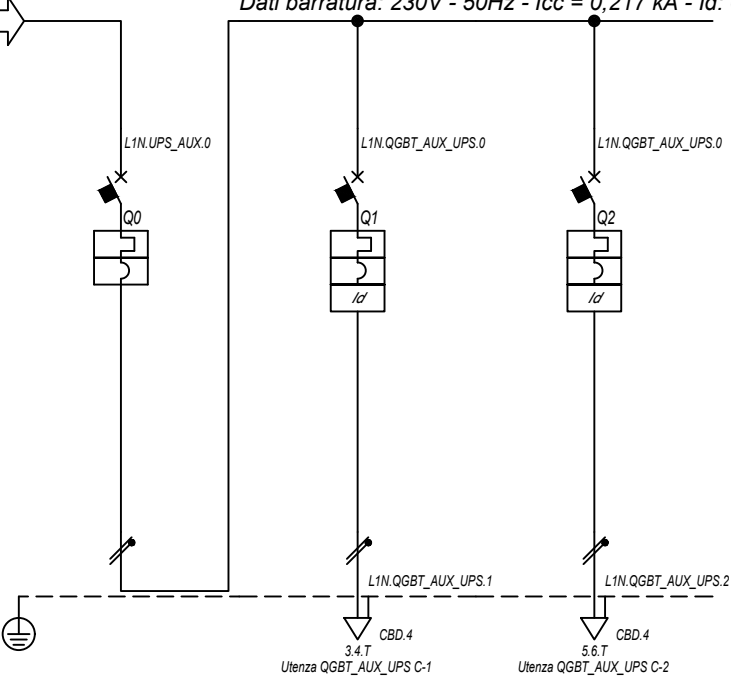 Dati barratura: 230V - 50Hz - Icc = 0,217 kA - Id:
L1N.UPS_AUX.0
L1N.QGBT_AUX_UPS.0
L1N.QGBT_AUX_UPS.0
Q0
Q1
Q2
Id
Id
L1N.QGBT_AUX_UPS.1
L1N.QGBT_AUX_UPS.2
CBD.4
CBD.4
3.4.T
5.6.T
Utenza QGBT_AUX_UPS C-1
Utenza QGBT_AUX_UPS C-2